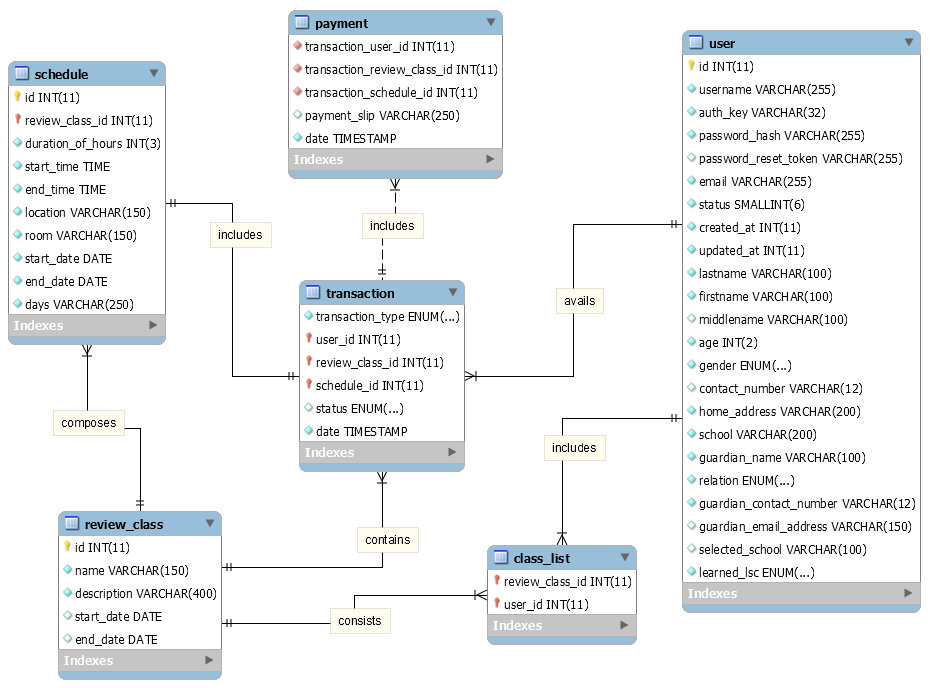 payment
transaction_user_id INT(11)
transaction_review_class_id INT(11)
transaction_schedule_id INT(11)
payment_slip VARCHAR(250)
date TIMESTAMP
Indexes
user
id INT(11)
username VARCHAR(255)
auth_key VARCHAR(32)
password_hash VARCHAR(255)
password_reset_token VARCHAR(255)
email VARCHAR(255)
status SMALLINT(6)
created_at INT(11)
updated_at INT(11)
lastname VARCHAR(100)
firstname VARCHAR(100)
middlename VARCHAR(100)
age INT(2)
gender ENUM(...)
contact_number VARCHAR(12)
home_address VARCHAR(200)
school VARCHAR(200)
guardian_name VARCHAR(100)
relation ENUM(...)
guardian_contact_number VARCHAR(12)
guardian_email_address VARCHAR(150)
selected_school VARCHAR(100)
learned_lsc ENUM(...)
Indexes
schedule
id INT(11)
review_class_id INT(11)
duration_of_hours INT(3)
start_time TIME
end_time TIME
location VARCHAR(150)
room VARCHAR(150)
start_date DATE
end_date DATE
days VARCHAR(250)
Indexes
includes
includes
transaction
transaction_type ENUM(...)
user_id INT(11)
review_class_id INT(11)
schedule_id INT(11)
status ENUM(...)
date TIMESTAMP
Indexes
avails
composes
includes
contains
review_class
id INT(11)
name VARCHAR(150)
description VARCHAR(400)
start_date DATE
end_date DATE
Indexes
consists
class_list
review_class_id INT(11)
user_id INT(11)
Indexes